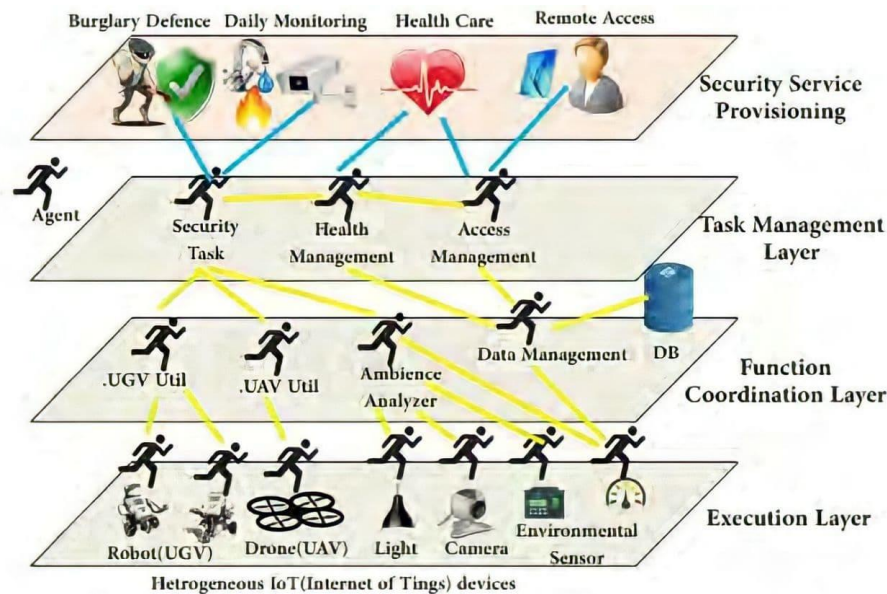 Burglary Defence
Daily Monitoring
Health Care
Remote Access
Security Service
Provisioning
Agent
Security
Task
Health
Management
Access
Management
Task Management
Layer
.UGV Util
.UAV Util
Ambience
Analyzer
Data Management
DB
Function
Coordination Layer
Robot(UGV)
Drone(UAV)
Light
Camera
Environmental
Sensor
Execution Layer
Hetrogeneous IoT(Internet of Tings) devices